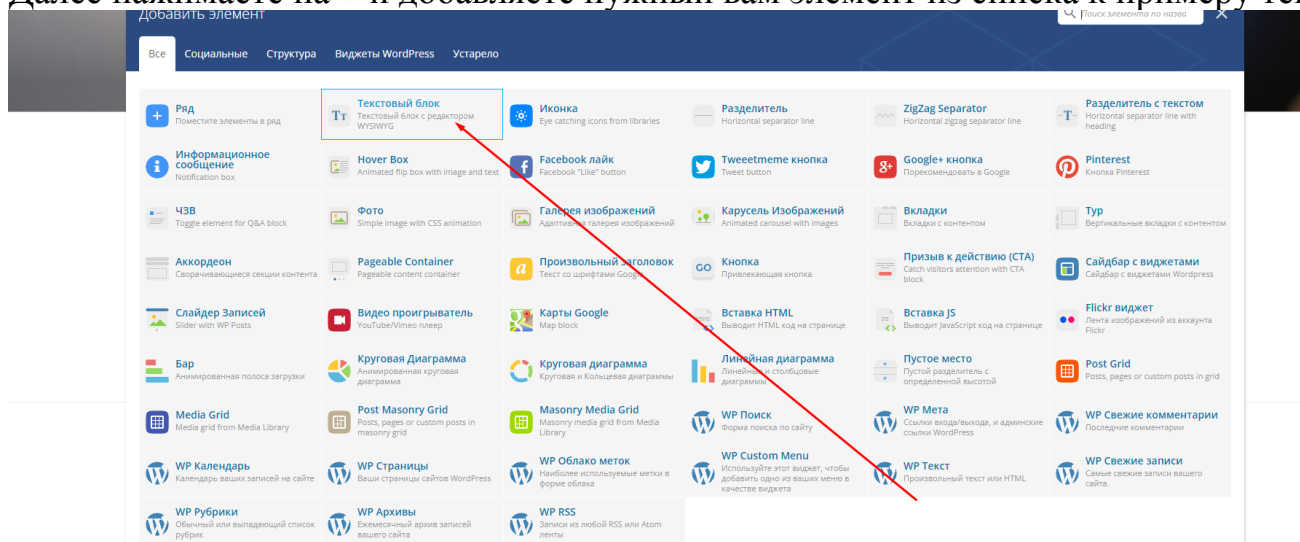 Далее нажимаете на + и добавляете нужный вам элемент из списка к примеру
Добавить элемент
Поиск элемента по назва
Все Социальные Структура Виджеты WordPress Устарело
Ряд
Поместите элементы в ряд
Текстовый блок
Текстовый блок с редактором
WYSIWYG
Иконка
Eye catching icons from libraries
Разделитель
Horizontal separator line
ZigZag Separator
Horizontal zigzag separator line
Разделитель с текстом
Horizontal separator line with
heading
Информационное
сообщение
Notification box
Hover Box
Animated flip box with image and text
Facebook лайк
Facebook "Like" button
Tweeetmeme кнопка
Tweet button
Google+ кнопка
Порекомендовать в Google
Pinterest
Кнопка Pinterest
ЧЗВ
Toggle element for Q&A block
Фото
Simple image with CSS animation
Галерея изображений
Адаптивная галерея изображений
Карусель Изображений
Animated carousel with images
Вкладки
Вкладки с контентом
Тур
Вертикальные вкладки с контентом
Аккордеон
Сворачивающиеся секции контента
Pageable Container
Pageable content container
Произвольный заголовок
Текст со шрифтами Google
GO
Кнопка
Привлекающая кнопка
Призыв к действию (CTA)
Catch visitors attention with CTA
block
Сайдбар с виджетами
Сайдбар с виджетами Wordpress
Слайдер Записей
Slider with WP Posts
Видео проигрыватель
YouTube/Vimeo плеер
Карты Google
Map block
Вставка HTML
Выводит HTML код на странице
JS
Вставка JS
Выводит JavaScript код на странице
Flickr виджет
Лента изображений из аккаунта
Flickr
Бар
Анимированная полоса загрузки
Круговая Диаграмма
Анимированная круговая
диаграмма
Круговая диаграмма
Круговая и Кольцевая диаграммы
Линейная диаграмма
Линейные и столбцовые
диаграммы
Пустое место
Пустой разделитель с
определенной высотой
Post Grid
Posts, pages or custom posts in grid
Media Grid
Media grid from Media Library
Post Masonry Grid
Posts, pages or custom posts in
masonry grid
Masonry Media Grid
Masonry media grid from Media
Library
WP Поиск
Форма поиска по сайту
WP Мета
Ссылки входа/выхода, и админские
ссылки WordPress
WP Свежие комментарии
Последние комментарии
WP Календарь
Календарь ваших записей на сайте
WP Страницы
Ваши страницы сайтов WordPress
WP Облако меток
Наиболее используемые метки в
форме облака
WP Custom Menu
Используйте этот виджет, чтобы
добавить одно из ваших меню в
качестве виджета
WP Текст
Произвольный текст или HTML
WP Свежие записи
Самые свежие записи вашего
сайта.
WP Рубрики
Обычный или выпадающий список
рубрик
WP Архивы
Ежемесячный архив записей
вашего сайта
WP RSS
Записи из любой RSS или Atom
ленты